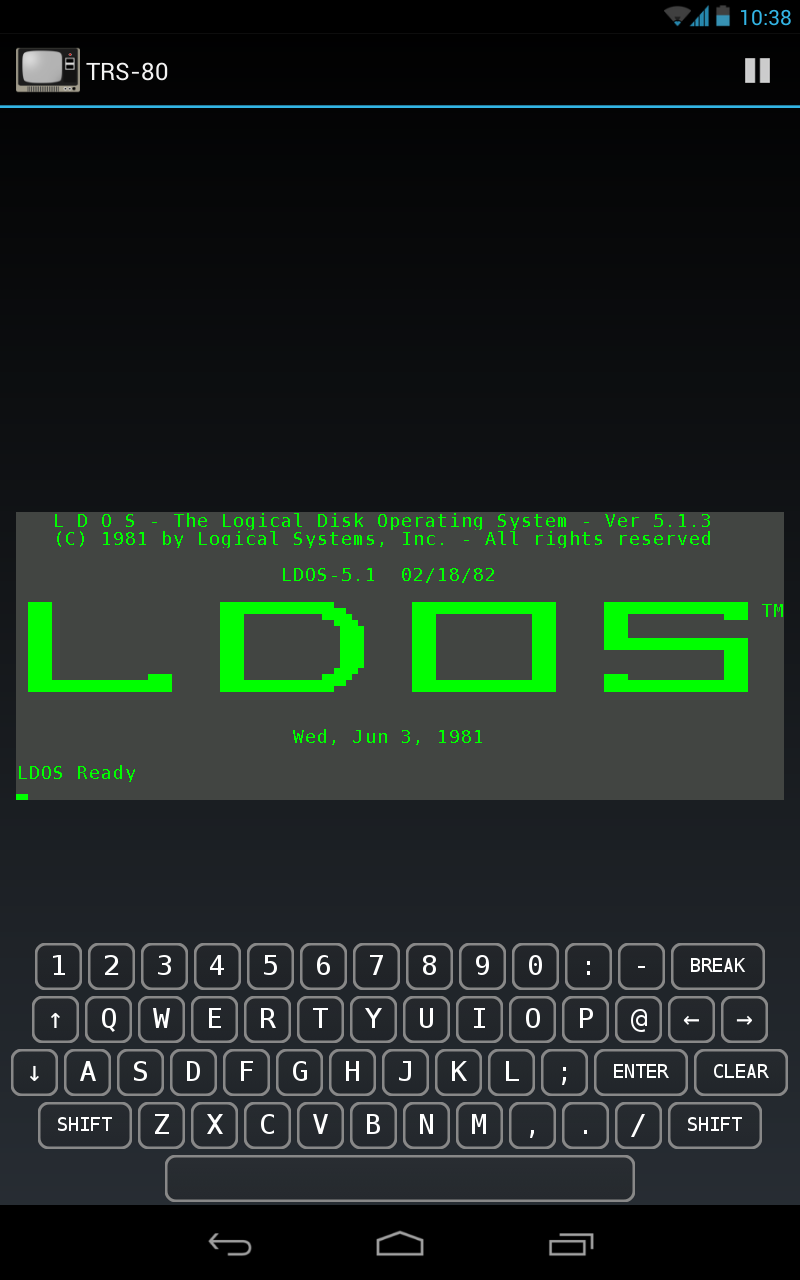 10:38
TRS-80
L D O S - The Logical Disk Operating System - Ver 5.1.3
(C) 1981 by Logical Systems, Inc. - All rights reserved
LDOS-5.1  02/18/82
LDOS TM
Wed, Jun 3, 1981
LDOS Ready
1 2 3 4 5 6 7 8 9 0 : - BREAK
↑ Q W E R T Y U I O P @ ← →
↓ A S D F G H J K L ; ENTER CLEAR
SHIFT Z X C V B N M , . / SHIFT